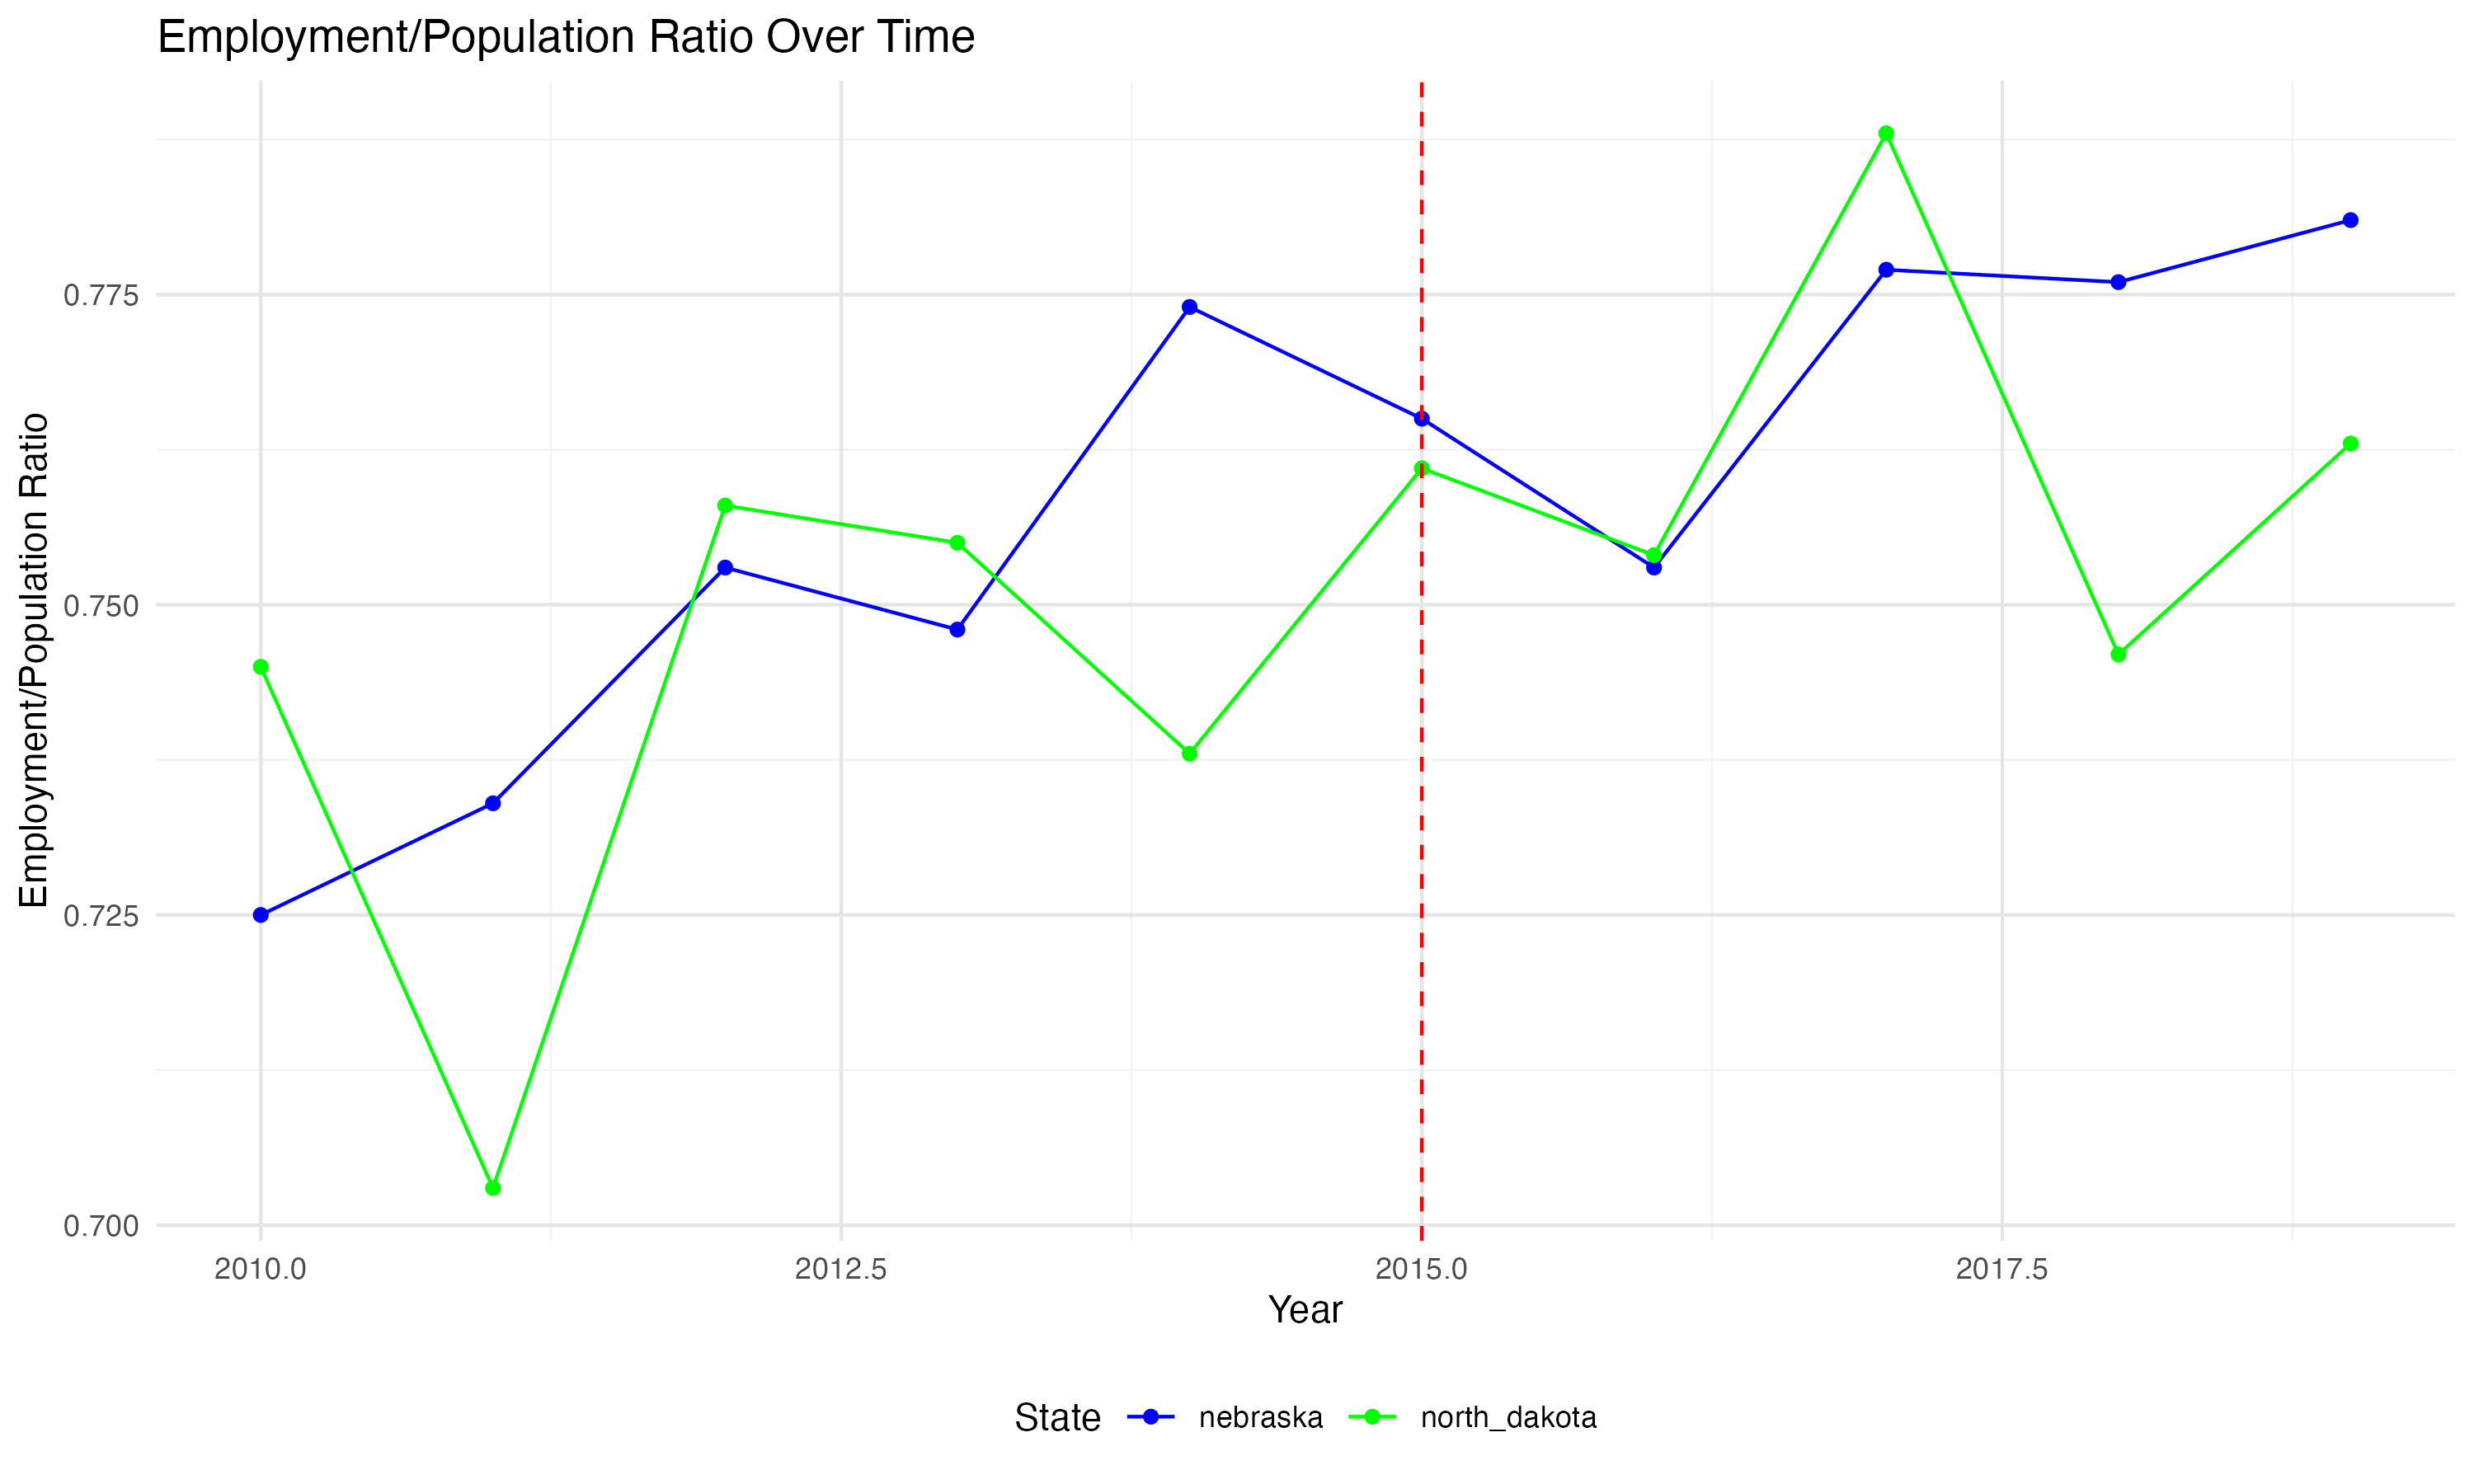 Employment/Population Ratio Over Time
Employment/Population Ratio
0.775
0.750
0.725
0.700
2010.0 2012.5 2015.0 2017.5
Year
State nebraska north_dakota